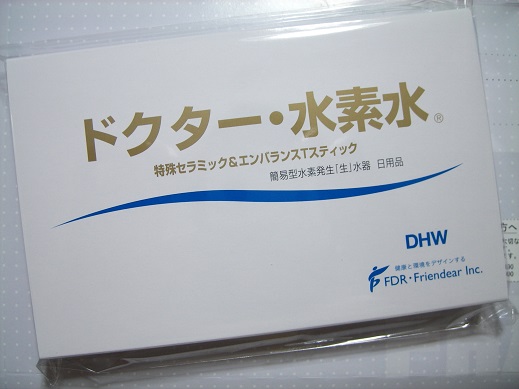 ドクター・水素水®
特殊セラミック&エンバランスTスティック
簡易型水素発生「生」水器 日用品
DHW
健康と環境をデザインする
FDR・Friendear Inc.
方へ